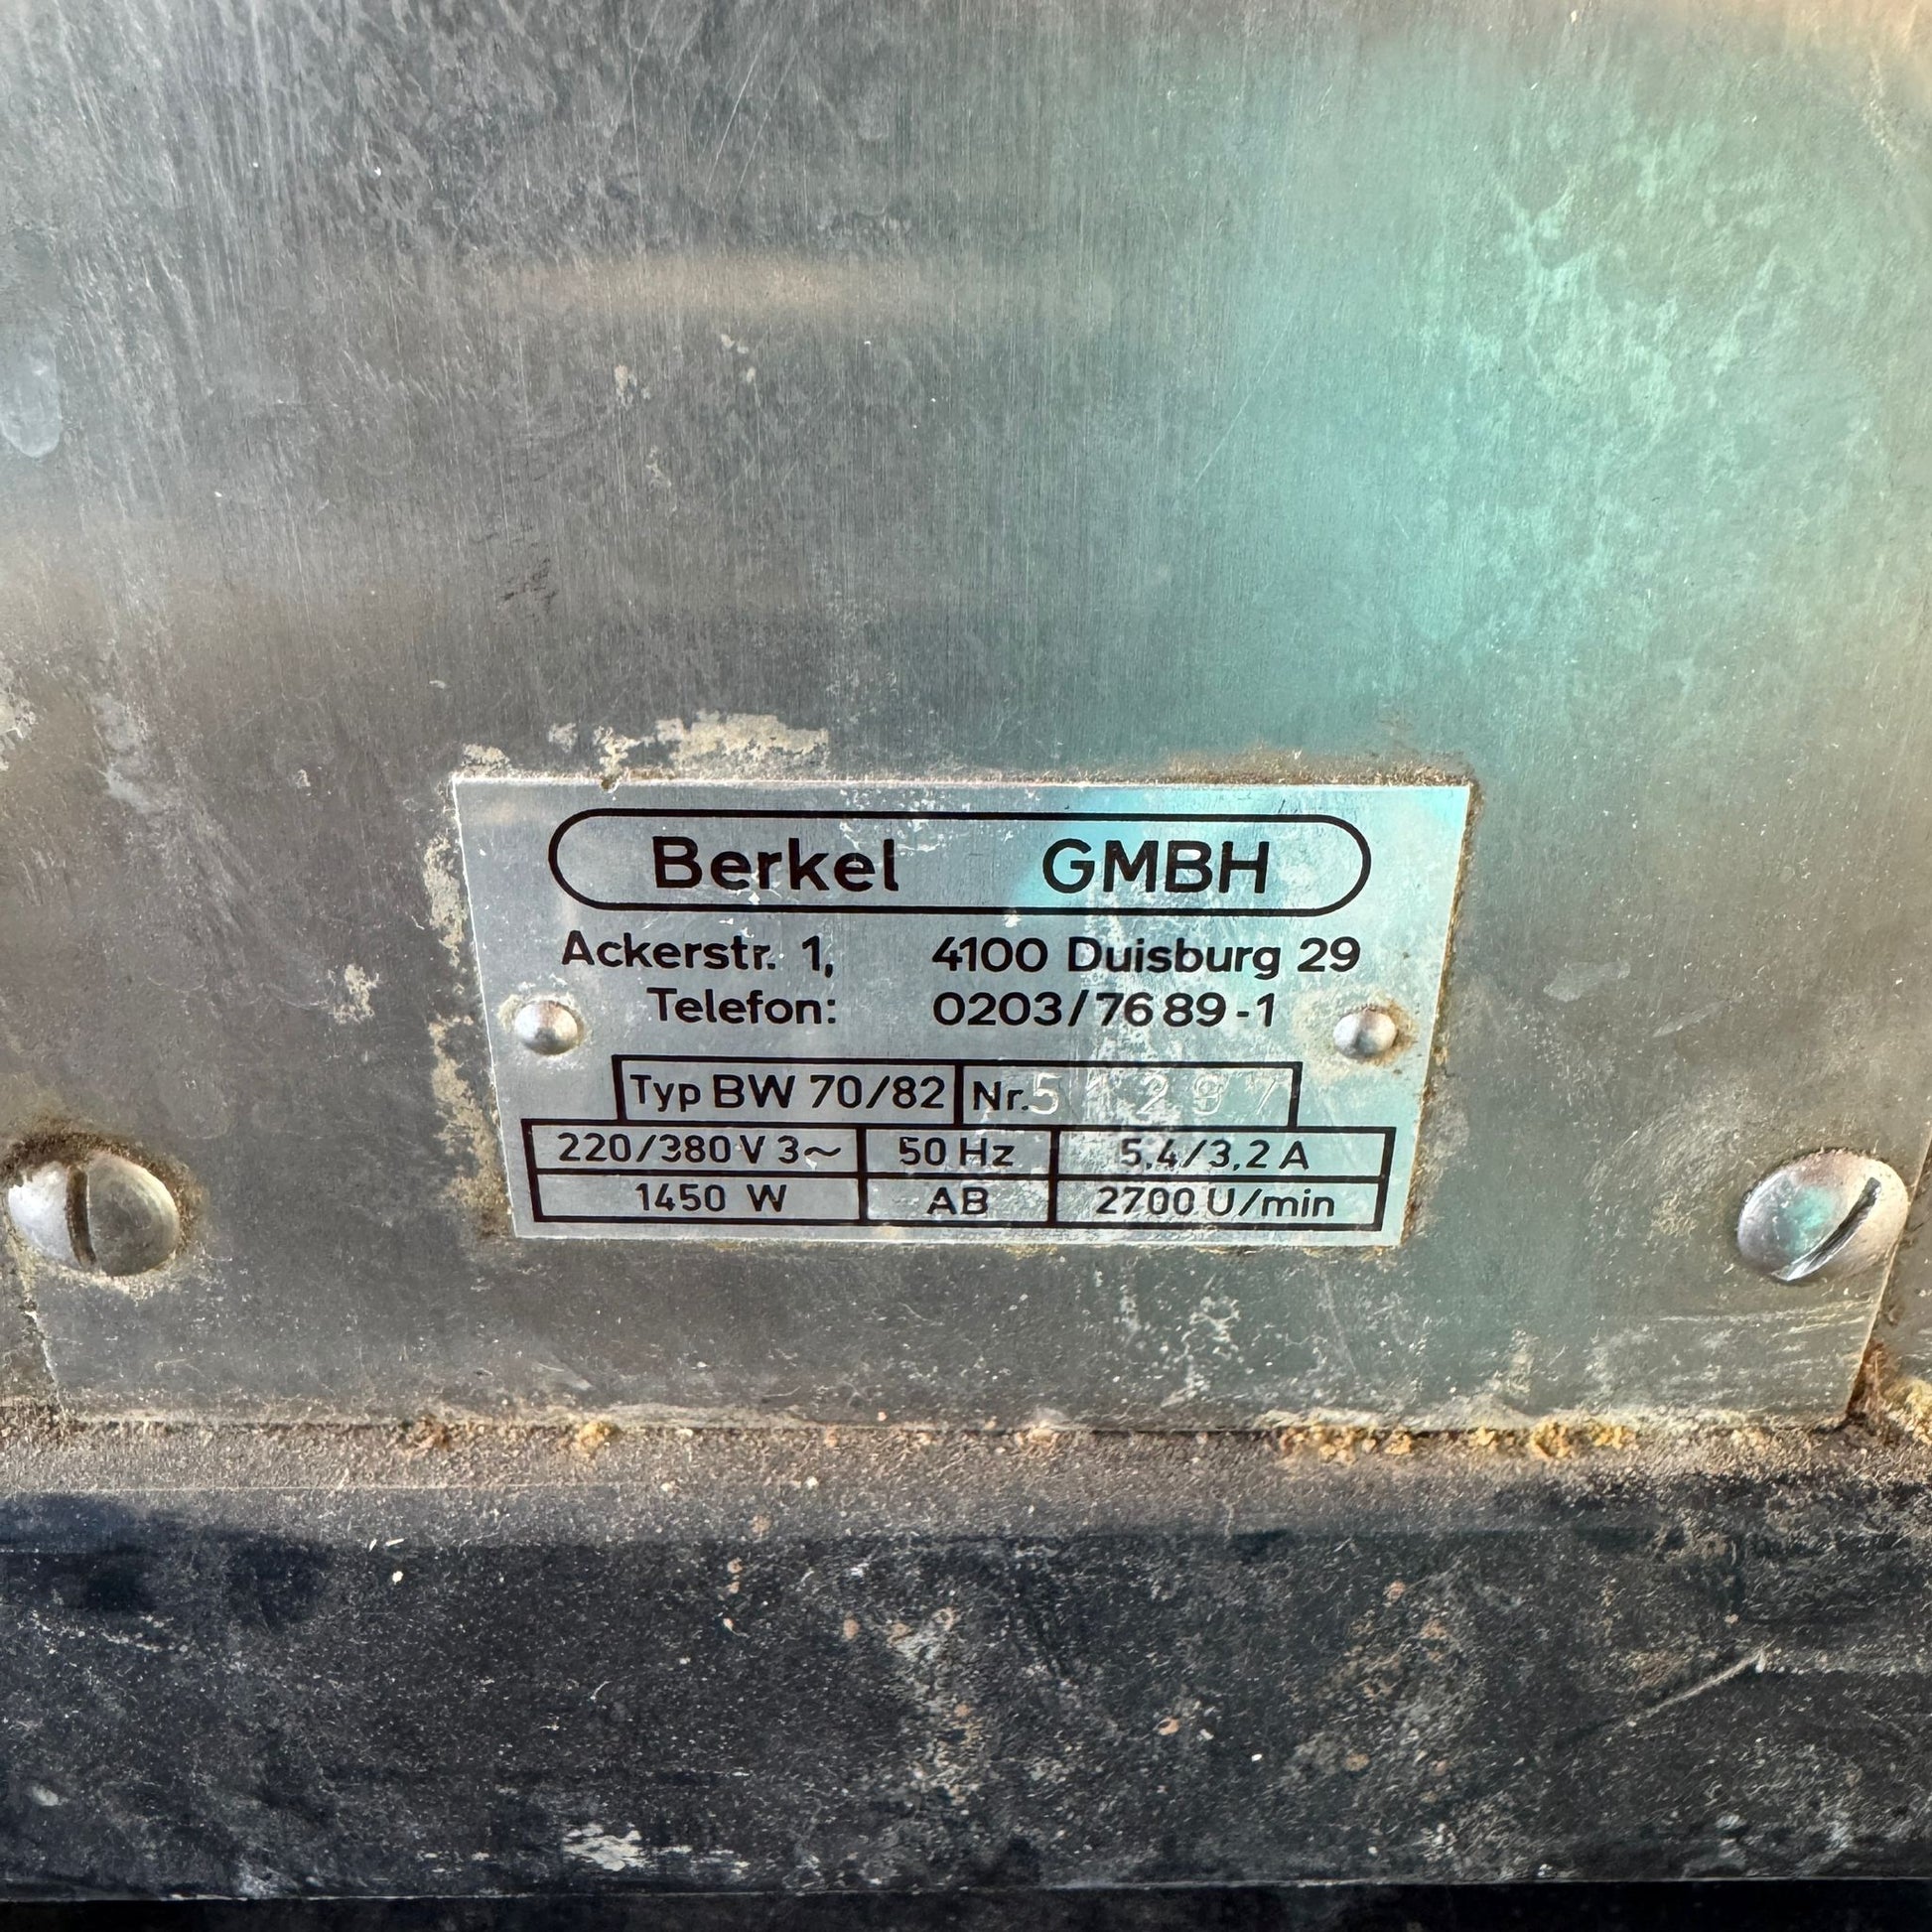 Berkel GMBH
Ackerstr. 1, 4100 Duisburg 29
Telefon: 0203/76 89-1
Typ BW 70/82 Nr. 51297
220/380 V 3~ 50 Hz 5,4/3,2 A
1450 W AB 2700 U/min